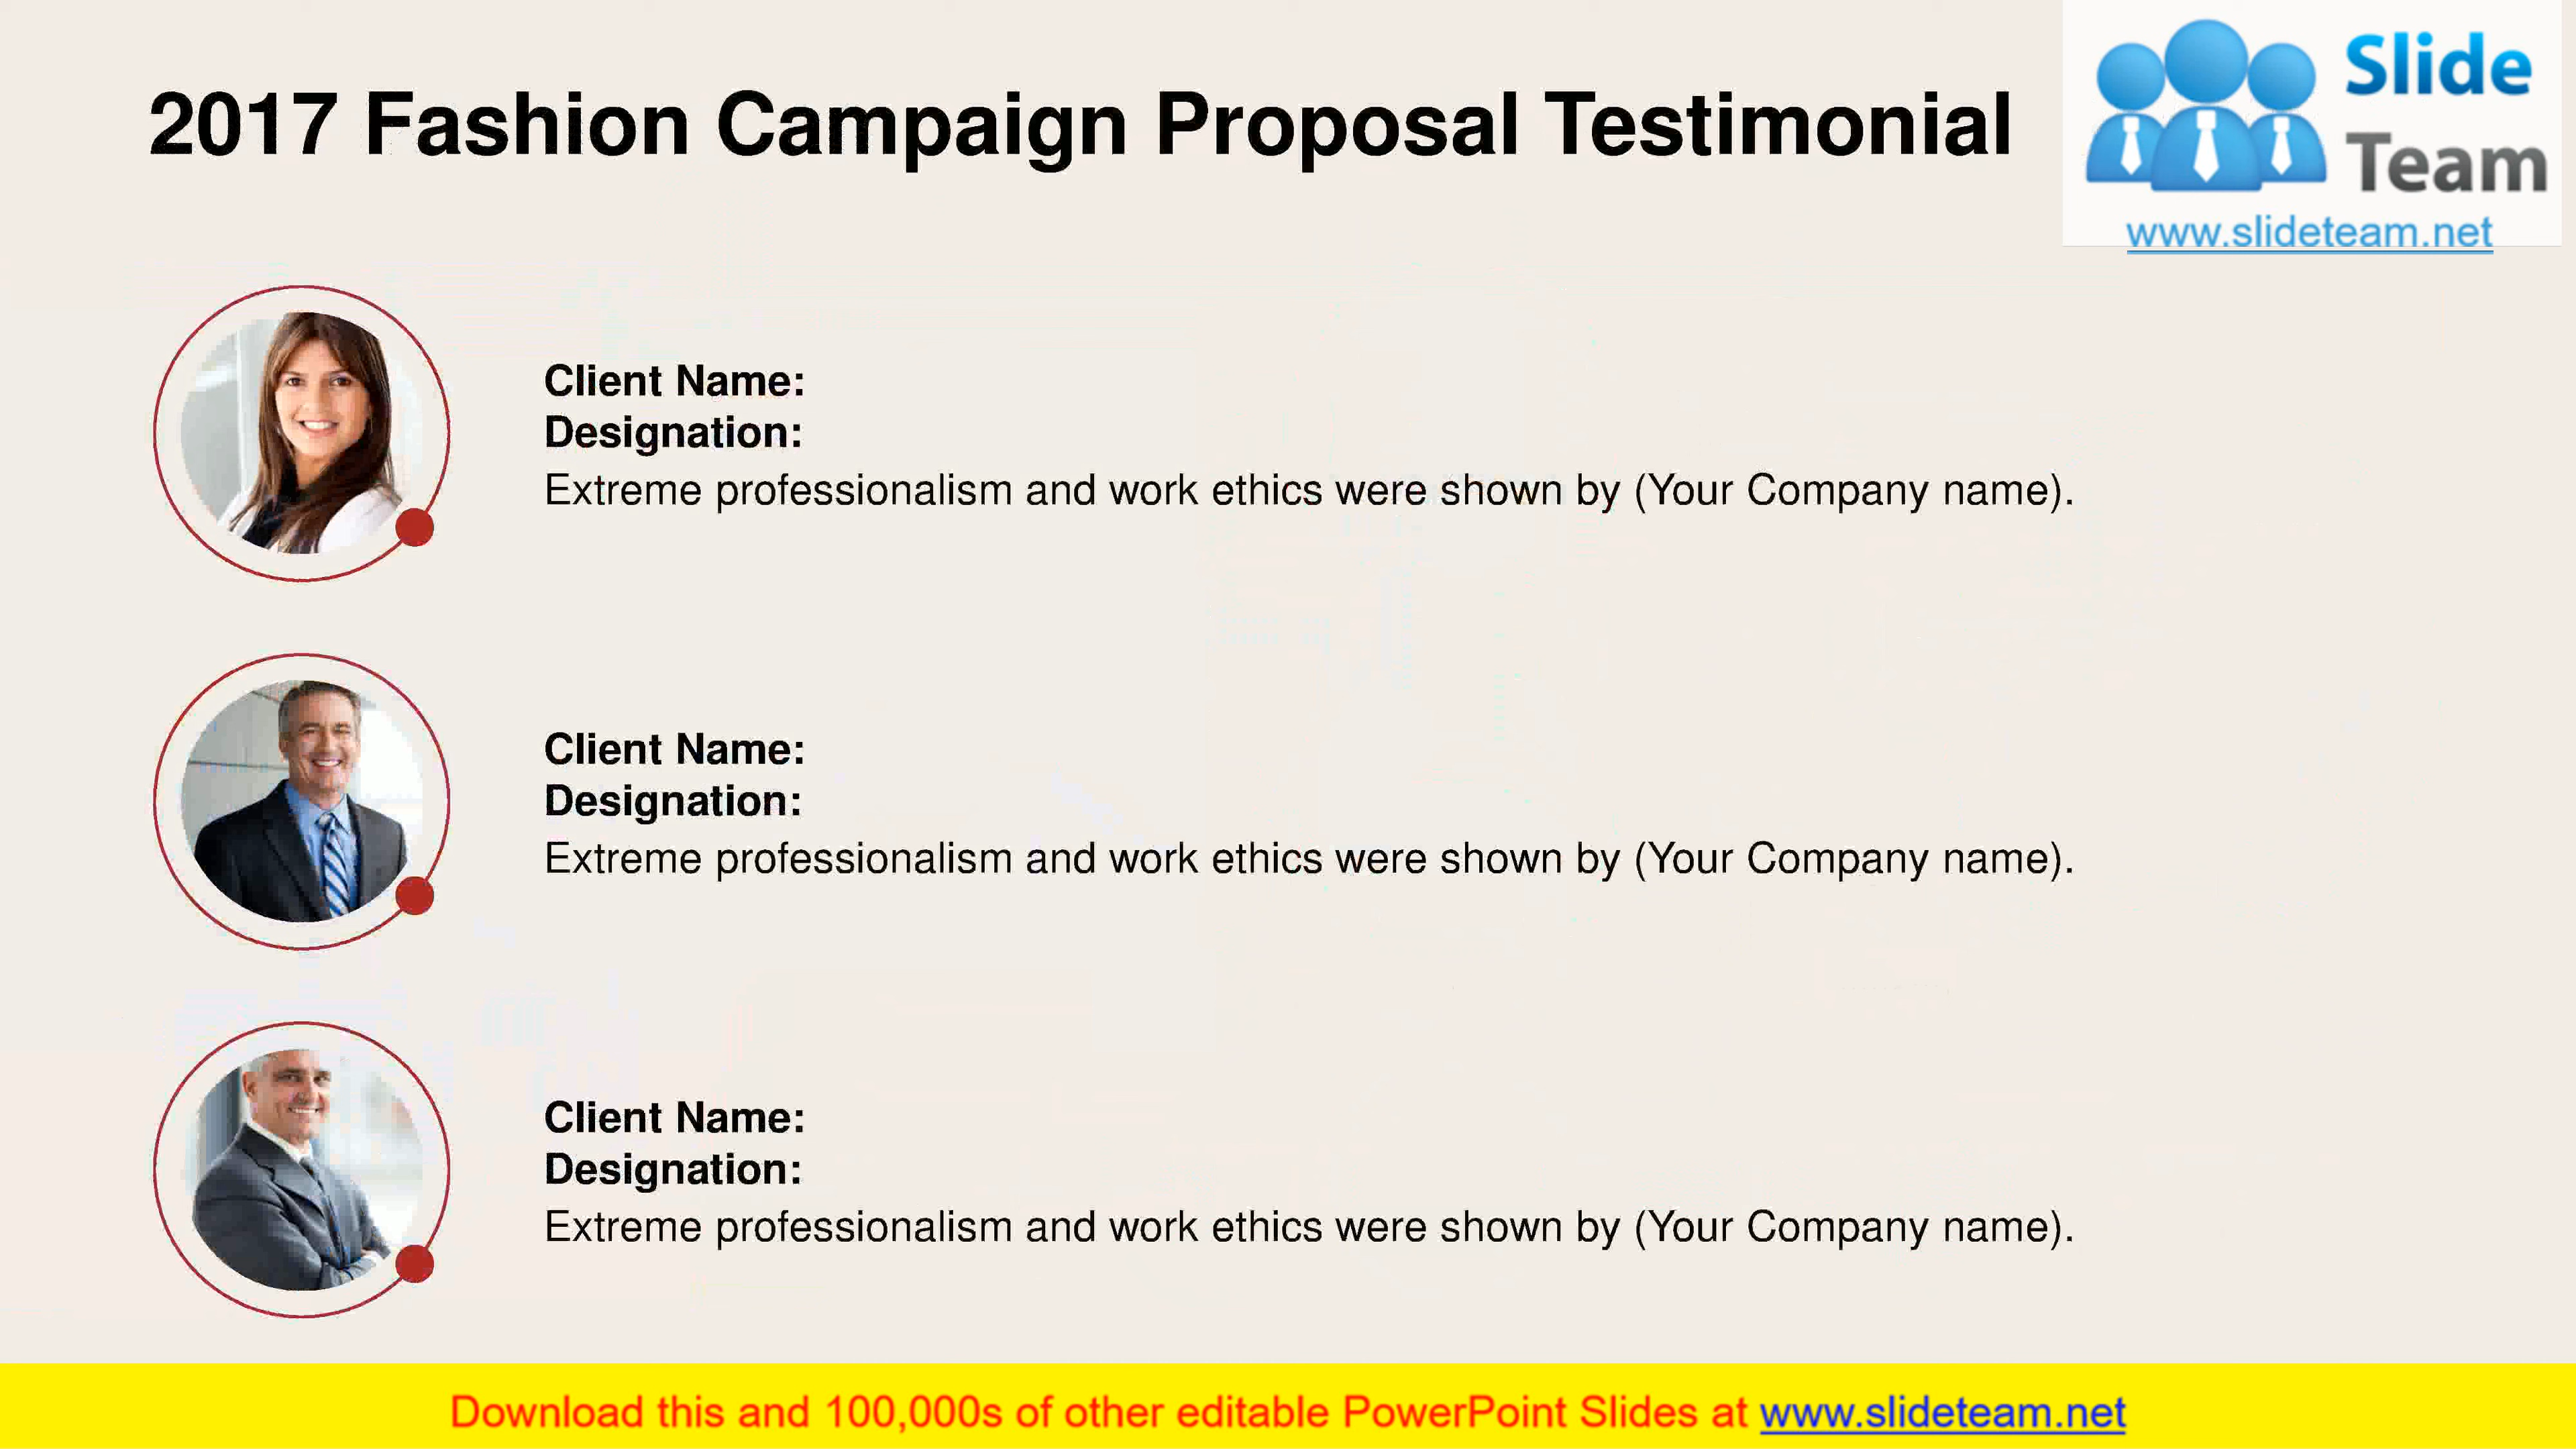 2017 Fashion Campaign Proposal Testimonial
Slide
Team
www.slideteam.net
Client Name:
Designation:
Extreme professionalism and work ethics were shown by (Your Company name).
Client Name:
Designation:
Extreme professionalism and work ethics were shown by (Your Company name).
Client Name:
Designation:
Extreme professionalism and work ethics were shown by (Your Company name).
Download this and 100,000s of other editable PowerPoint Slides at www.slideteam.net